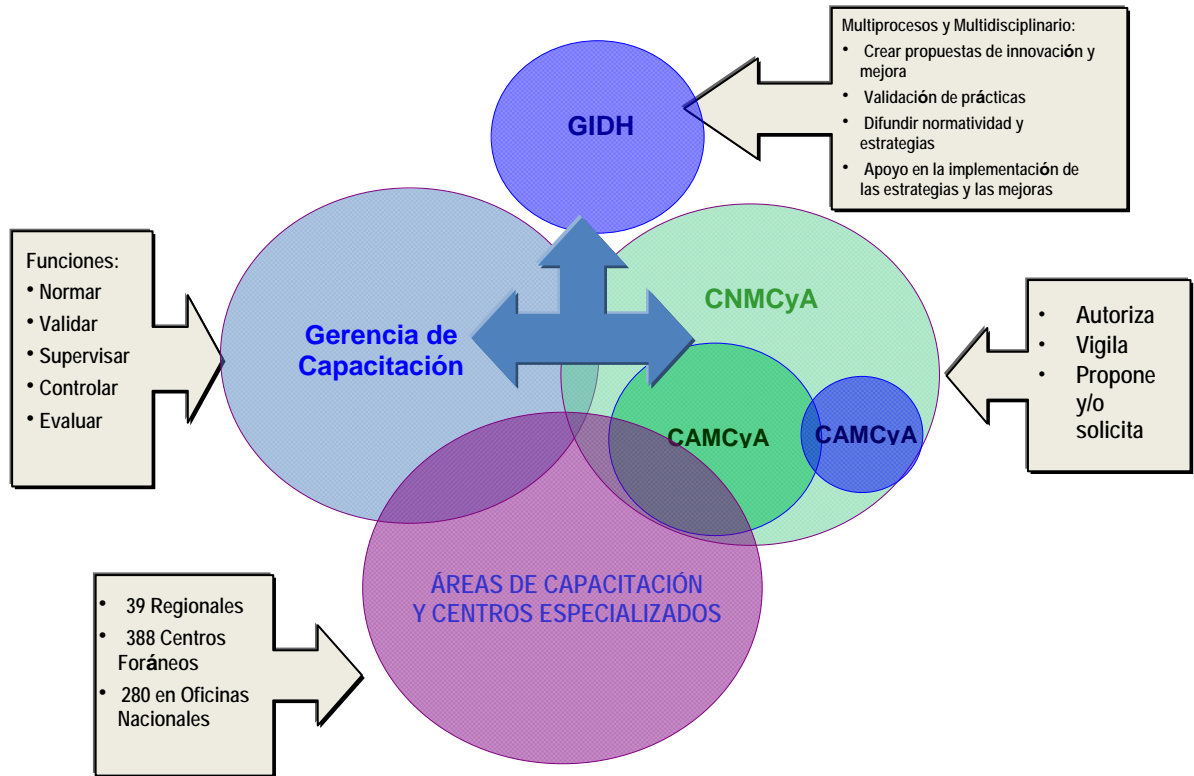 Multiprocesos y Multidisciplinario:
• Crear propuestas de innovación y
mejora
• Validación de prácticas
• Difundir normatividad y
estrategias
• Apoyo en la implementación de
las estrategias y las mejoras
GIDH
Funciones:
• Normar
• Validar
• Supervisar
• Controlar
• Evaluar
Gerencia de
Capacitación
CNMCyA
CAMCyA
CAMCyA
• Autoriza
• Vigila
• Propone
y/o
solicita
ÁREAS DE CAPACITACIÓN
Y CENTROS ESPECIALIZADOS
• 39 Regionales
• 388 Centros
Foráneos
• 280 en Oficinas
Nacionales